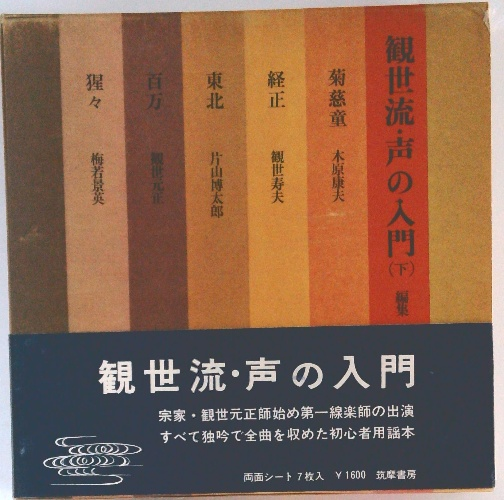 観世流・声の入門(下) 編集
菊慈童 木原康夫
経正 観世寿夫
東北 片山博太郎
百万 観世元正
猩々 梅若景英
観世流・声の入門
宗家・観世元正師始め第一線楽師の出演
すべて独吟で全曲を収めた初心者用謡本
両面シート7枚入 ¥1600 筑摩書房